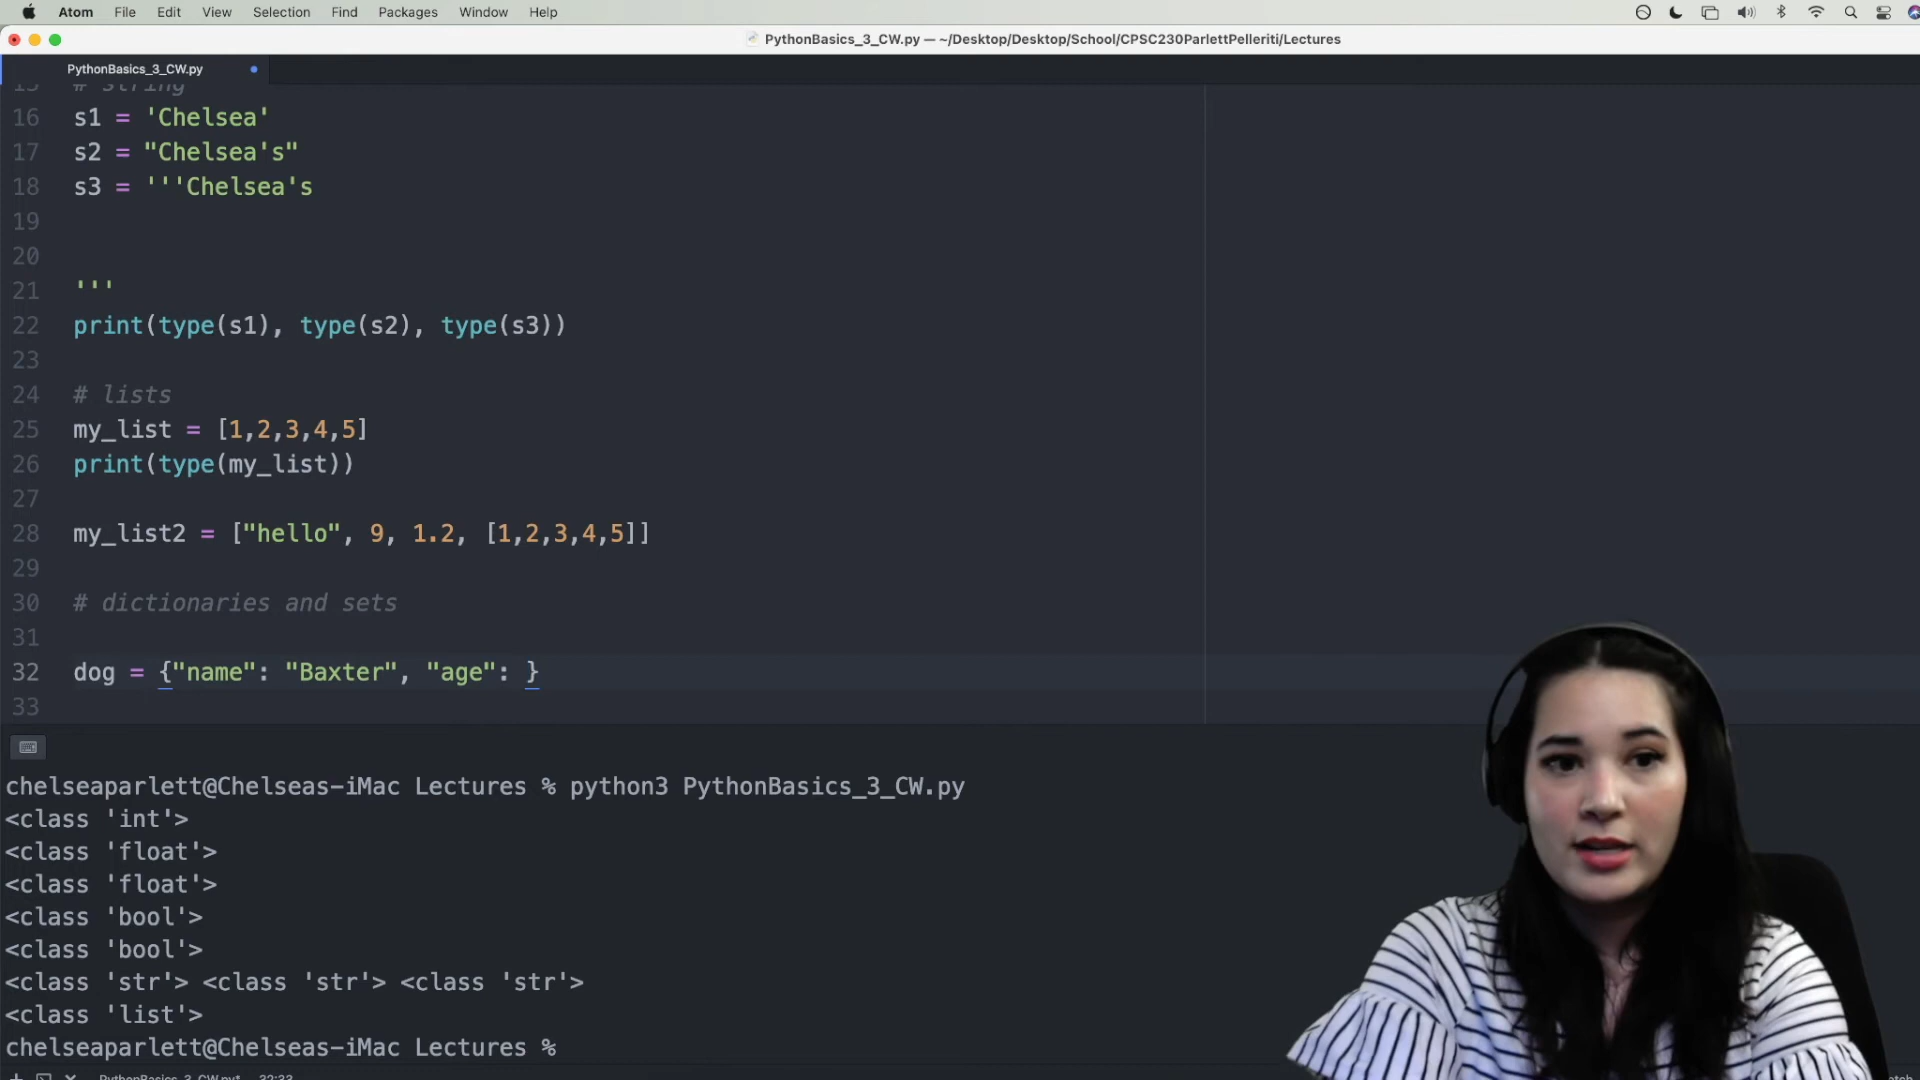 Atom File Edit View Selection Find Packages Window Help
PythonBasics_3_CW.py — ~/Desktop/Desktop/School/CPSC230ParlettPelleriti/Lectures
PythonBasics_3_CW.py
15 # string
16 s1 = 'Chelsea'
17 s2 = "Chelsea's"
18 s3 = '''Chelsea's
19
20
21 '''
22 print(type(s1), type(s2), type(s3))
23
24 # lists
25 my_list = [1,2,3,4,5]
26 print(type(my_list))
27
28 my_list2 = ["hello", 9, 1.2, [1,2,3,4,5]]
29
30 # dictionaries and sets
31
32 dog = {"name": "Baxter", "age": }
33
chelseaparlett@Chelseas-iMac Lectures % python3 PythonBasics_3_CW.py
<class 'int'>
<class 'float'>
<class 'float'>
<class 'bool'>
<class 'bool'>
<class 'str'> <class 'str'> <class 'str'>
<class 'list'>
chelseaparlett@Chelseas-iMac Lectures %
PythonBasics_3_CW.py* 32:33